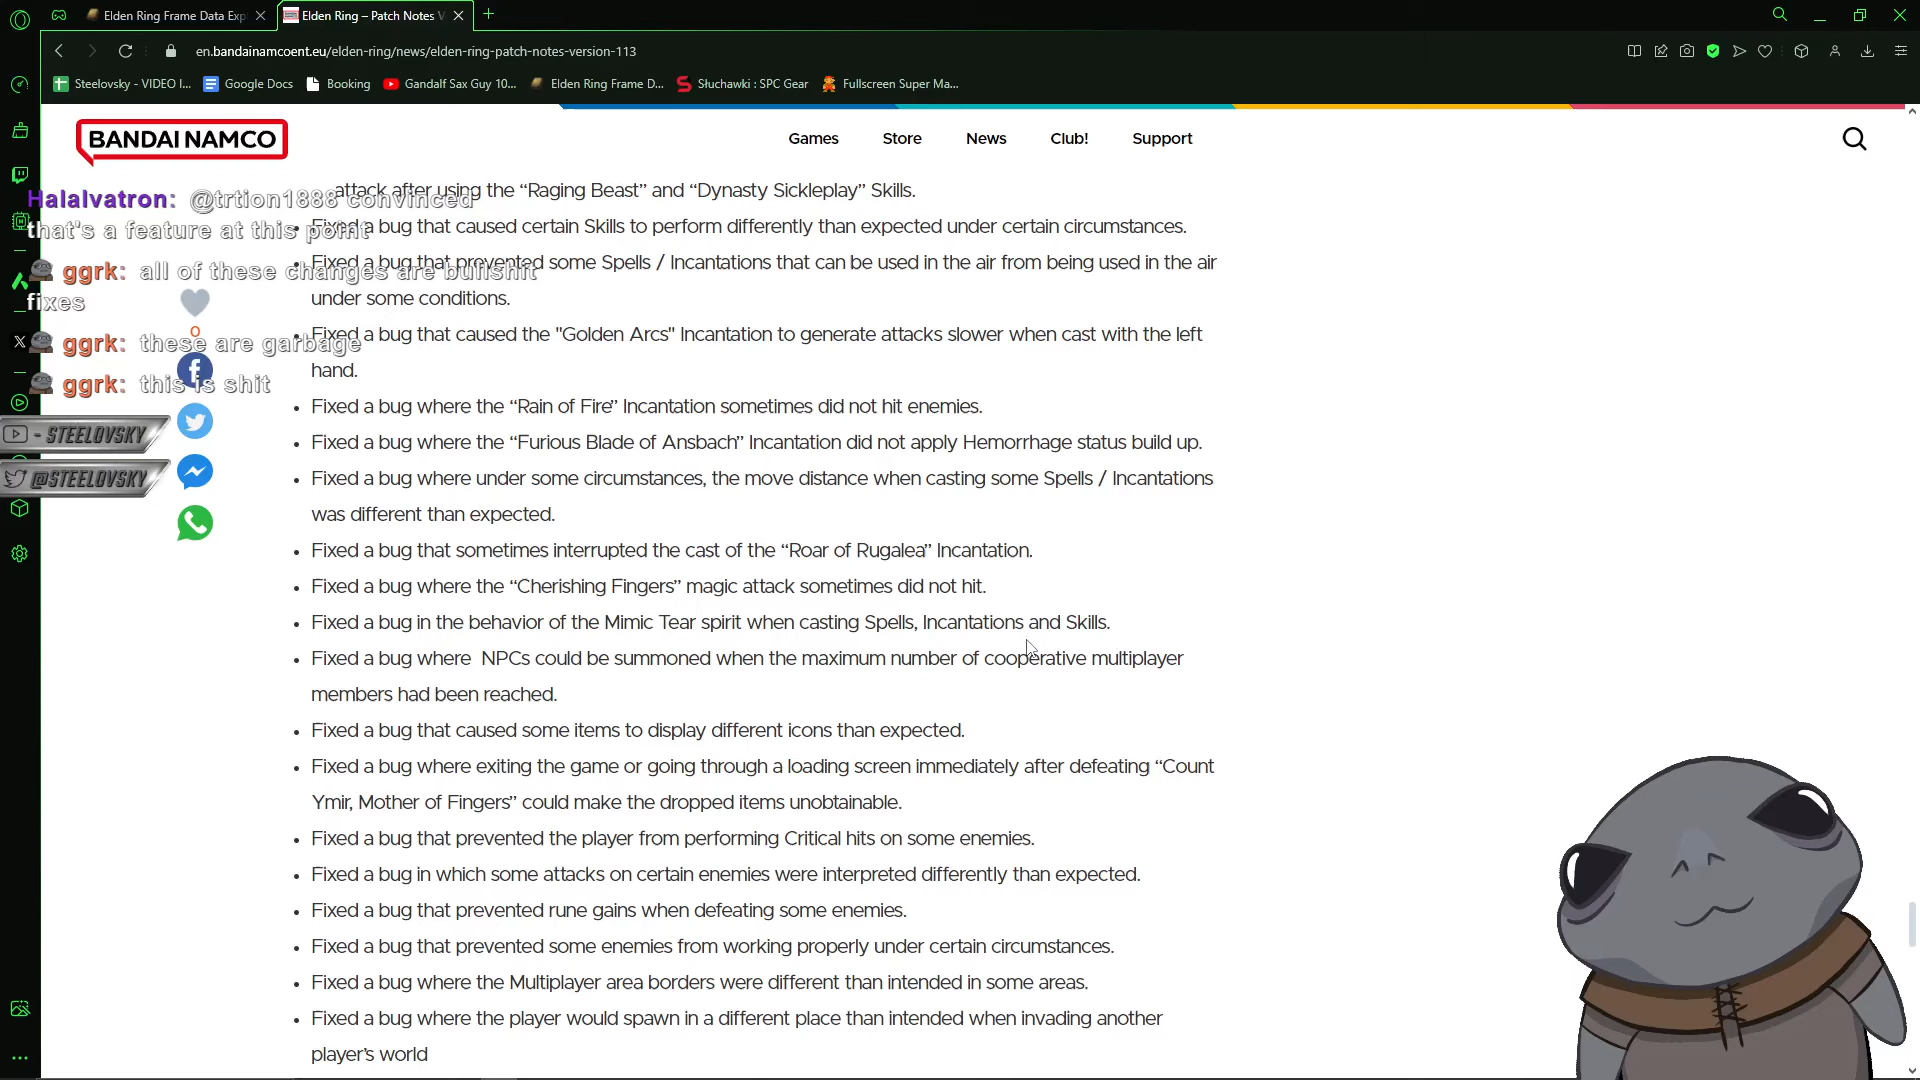 Elden Ring Frame Data Exp
Elden Ring – Patch Notes V
en.bandainamcoent.eu/elden-ring/news/elden-ring-patch-notes-version-113
Steelovsky - VIDEO I...
Google Docs
Booking
Gandalf Sax Guy 10...
Elden Ring Frame D...
Słuchawki : SPC Gear
Fullscreen Super Ma...
BANDAI NAMCO
Games
Store
News
Club!
Support
attack after using the “Raging Beast” and “Dynasty Sickleplay” Skills.
Fixed a bug that caused certain Skills to perform differently than expected under certain circumstances.
Fixed a bug that prevented some Spells / Incantations that can be used in the air from being used in the air
under some conditions.
Fixed a bug that caused the "Golden Arcs" Incantation to generate attacks slower when cast with the left
hand.
Fixed a bug where the “Rain of Fire” Incantation sometimes did not hit enemies.
Fixed a bug where the “Furious Blade of Ansbach” Incantation did not apply Hemorrhage status build up.
Fixed a bug where under some circumstances, the move distance when casting some Spells / Incantations
was different than expected.
Fixed a bug that sometimes interrupted the cast of the “Roar of Rugalea” Incantation.
Fixed a bug where the “Cherishing Fingers” magic attack sometimes did not hit.
Fixed a bug in the behavior of the Mimic Tear spirit when casting Spells, Incantations and Skills.
Fixed a bug where NPCs could be summoned when the maximum number of cooperative multiplayer
members had been reached.
Fixed a bug that caused some items to display different icons than expected.
Fixed a bug where exiting the game or going through a loading screen immediately after defeating “Count
Ymir, Mother of Fingers” could make the dropped items unobtainable.
Fixed a bug that prevented the player from performing Critical hits on some enemies.
Fixed a bug in which some attacks on certain enemies were interpreted differently than expected.
Fixed a bug that prevented rune gains when defeating some enemies.
Fixed a bug that prevented some enemies from working properly under certain circumstances.
Fixed a bug where the Multiplayer area borders were different than intended in some areas.
Fixed a bug where the player would spawn in a different place than intended when invading another
player’s world
Halalvatron: @trtion1888 convinced
that's a feature at this point
ggrk: all of these changes are bullshit
fixes
0
ggrk: these are garbage
ggrk: this is shit
- STEELOVSKY
@STEELOVSKY